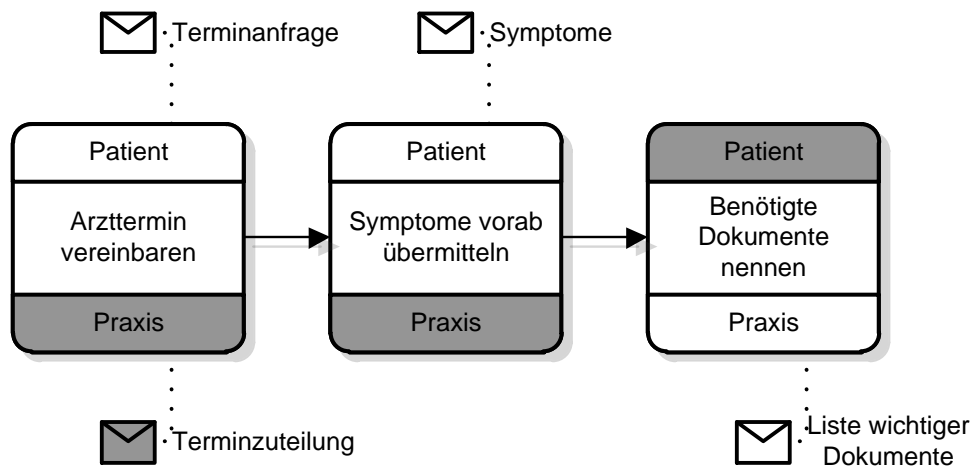 Terminanfrage
Symptome
Patient
Patient
Patient
Arzttermin
vereinbaren
Symptome vorab
übermitteln
Benötigte
Dokumente
nennen
Praxis
Praxis
Praxis
Terminzuteilung
Liste wichtiger
Dokumente